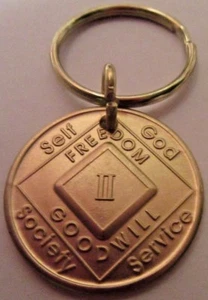 Self God
FREEDOM
II
GOODWILL
Society Service